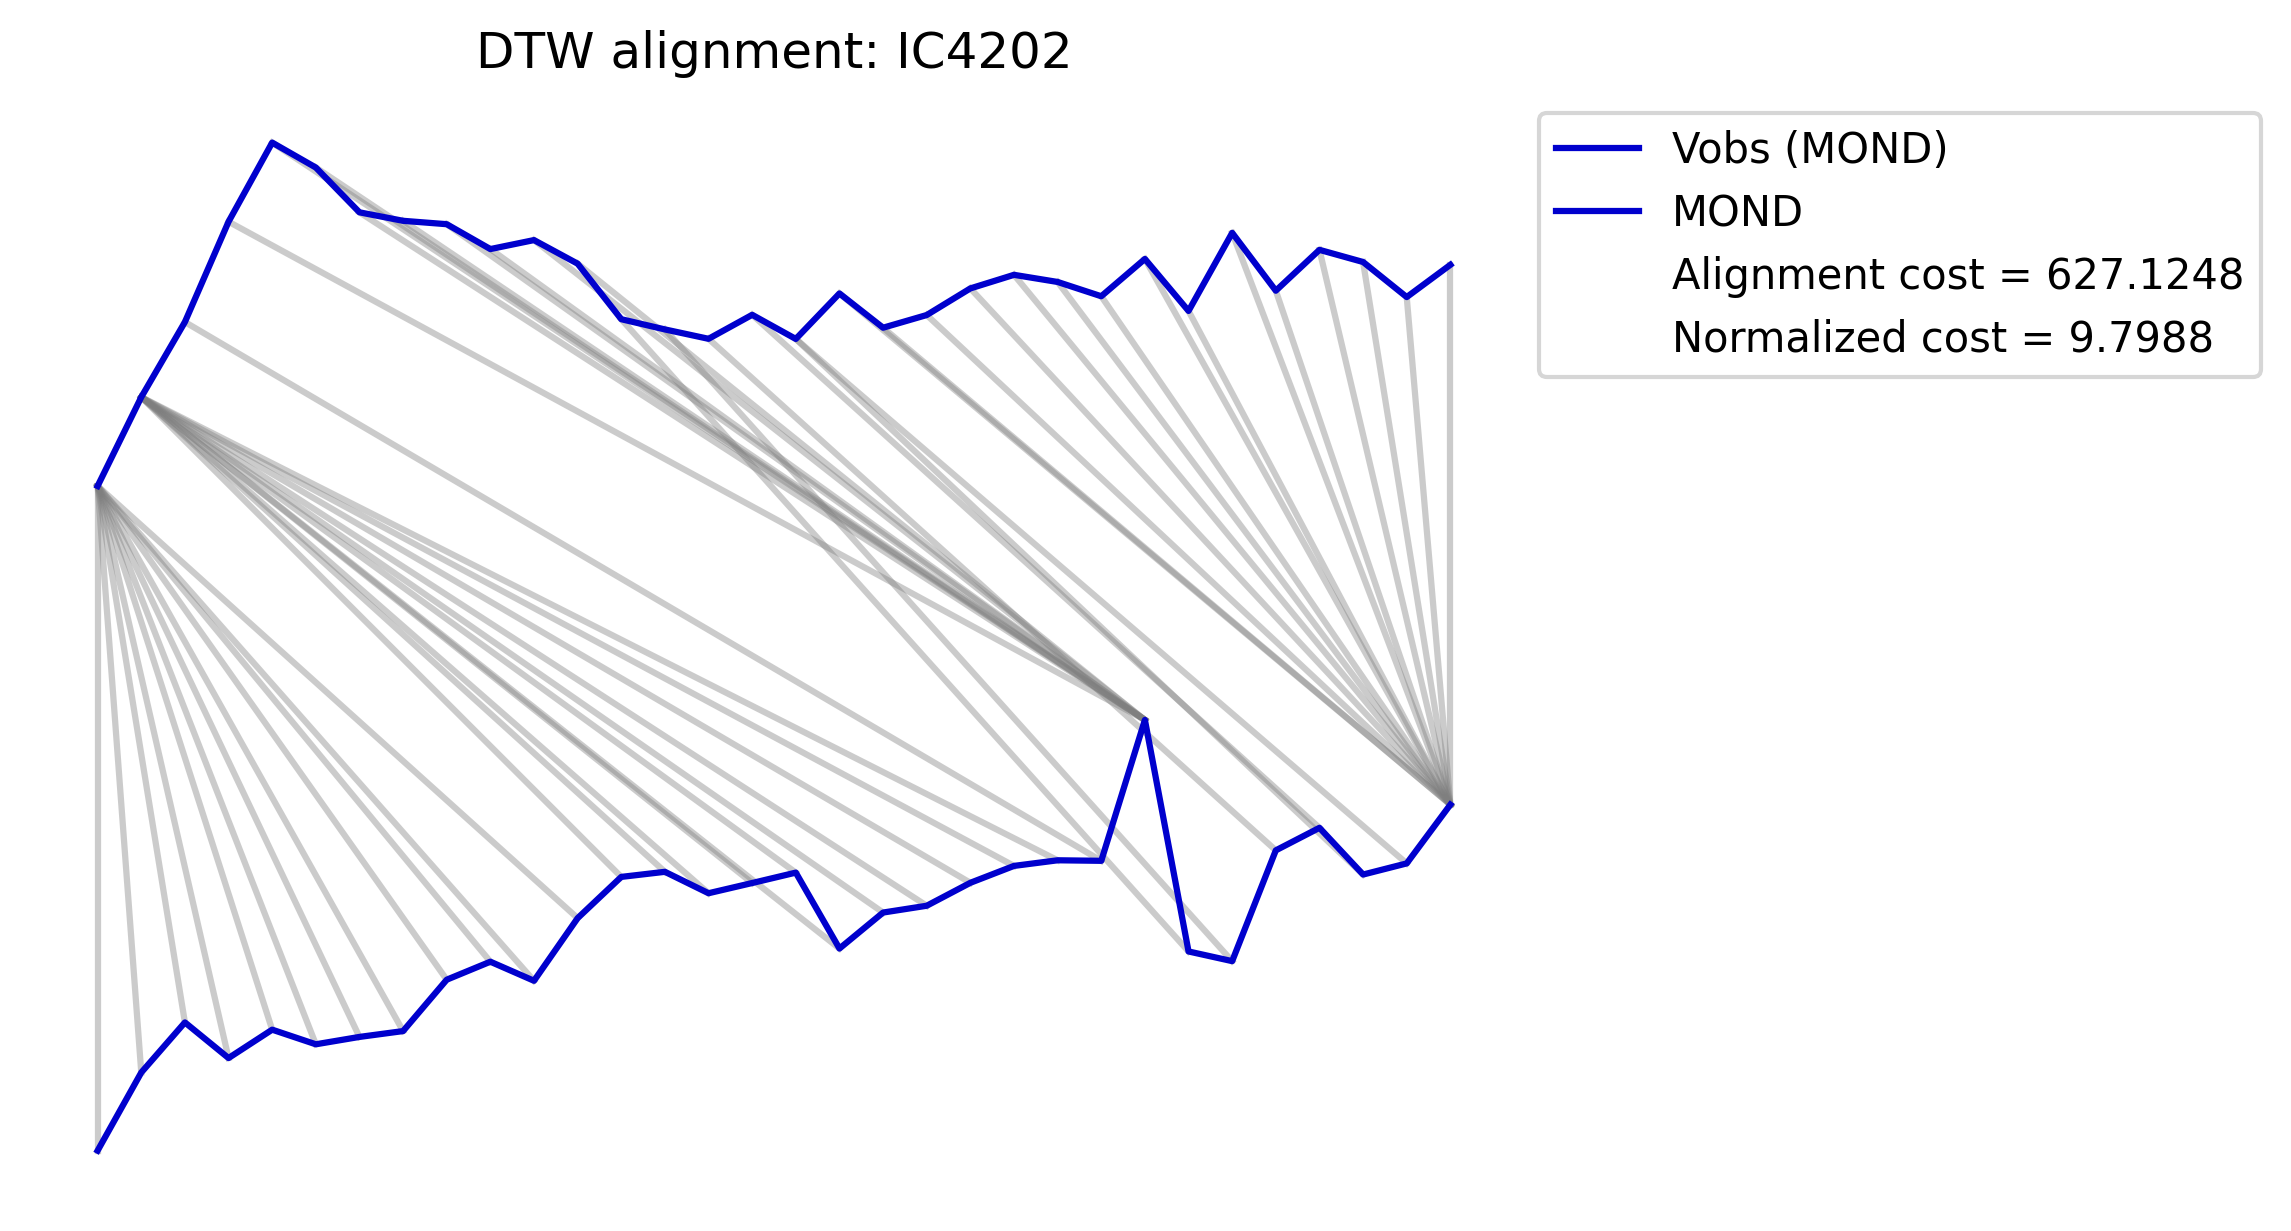 DTW alignment: IC4202
Vobs (MOND)
MOND
Alignment cost = 627.1248
Normalized cost = 9.7988